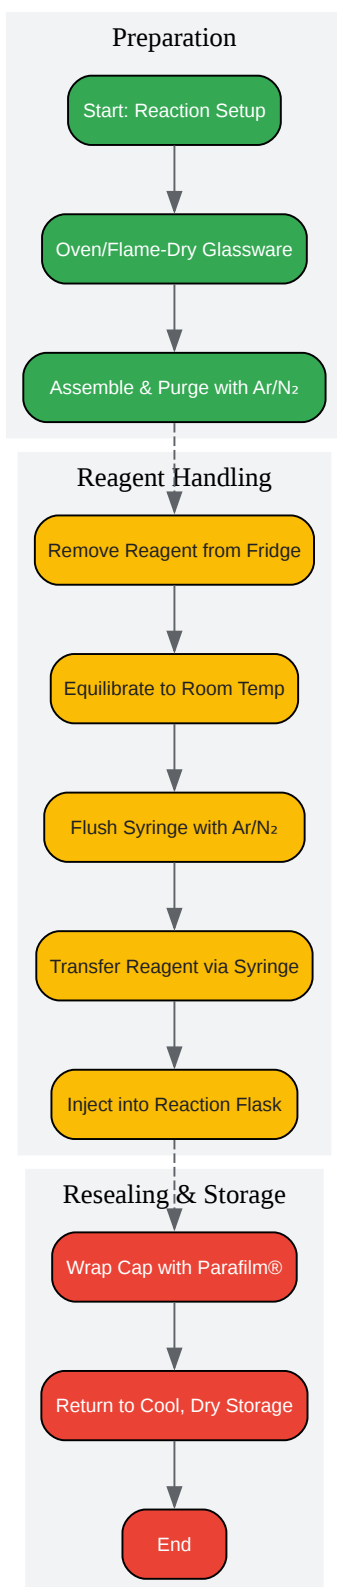 Preparation
Start: Reaction Setup
Oven/Flame-Dry Glassware
Assemble & Purge with Ar/N₂
Reagent Handling
Remove Reagent from Fridge
Equilibrate to Room Temp
Flush Syringe with Ar/N₂
Transfer Reagent via Syringe
Inject into Reaction Flask
Resealing & Storage
Wrap Cap with Parafilm®
Return to Cool, Dry Storage
End